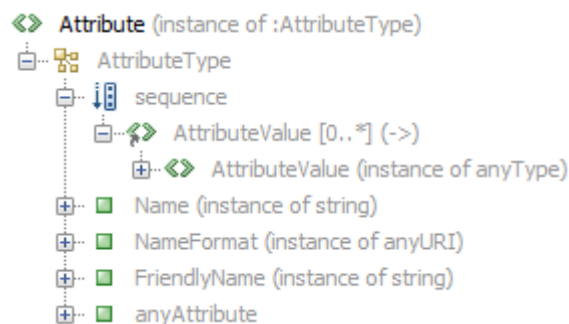 Attribute (instance of :AttributeType)
AttributeType
sequence
AttributeValue [0..*] (->)
AttributeValue (instance of anyType)
Name (instance of string)
NameFormat (instance of anyURI)
FriendlyName (instance of string)
anyAttribute